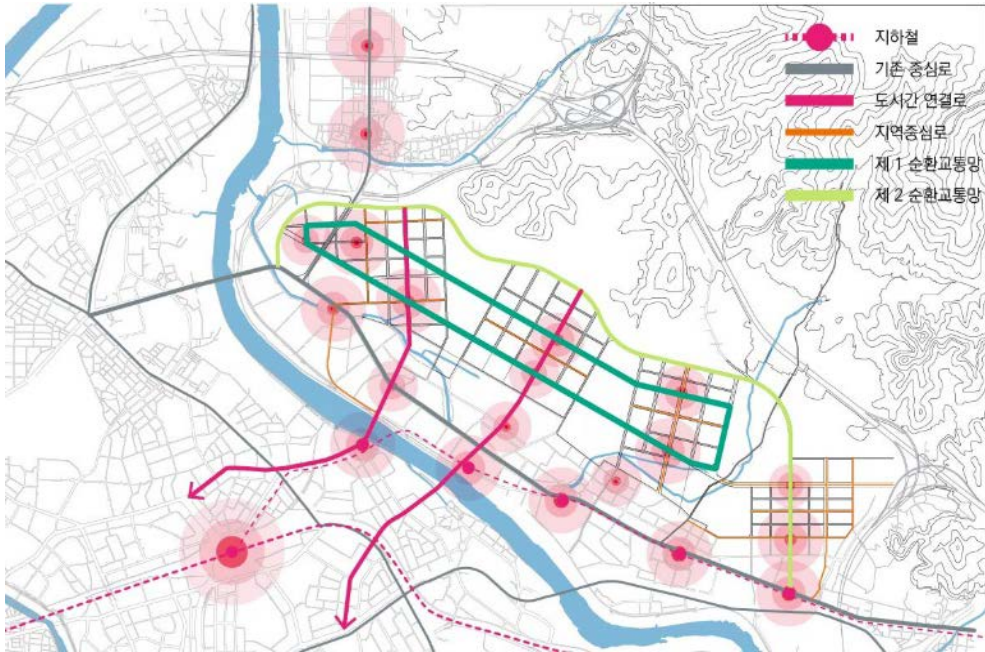 지하철
기존 중심로
도시간 연결로
지역중심로
제 1 순환교통망
제 2 순환교통망